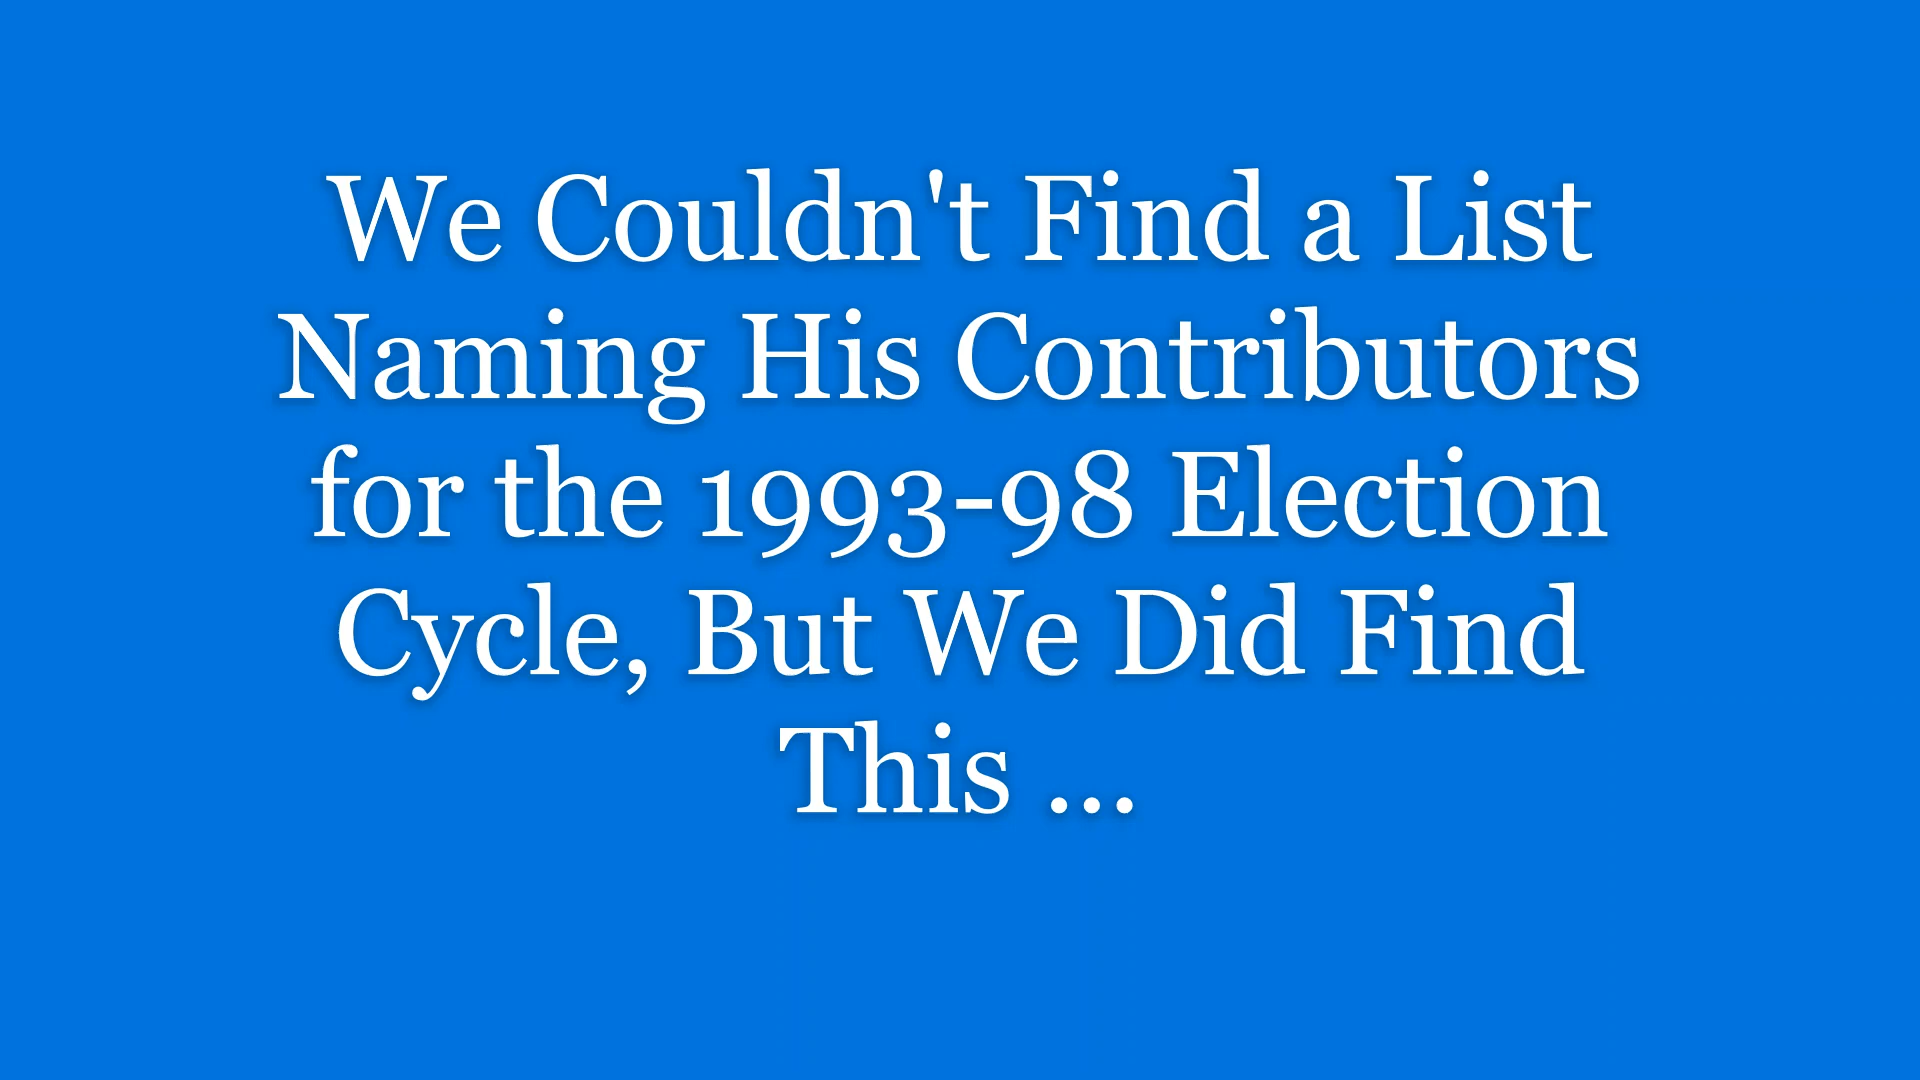 We Couldn't Find a List
Naming His Contributors
for the 1993-98 Election
Cycle, But We Did Find
This ...